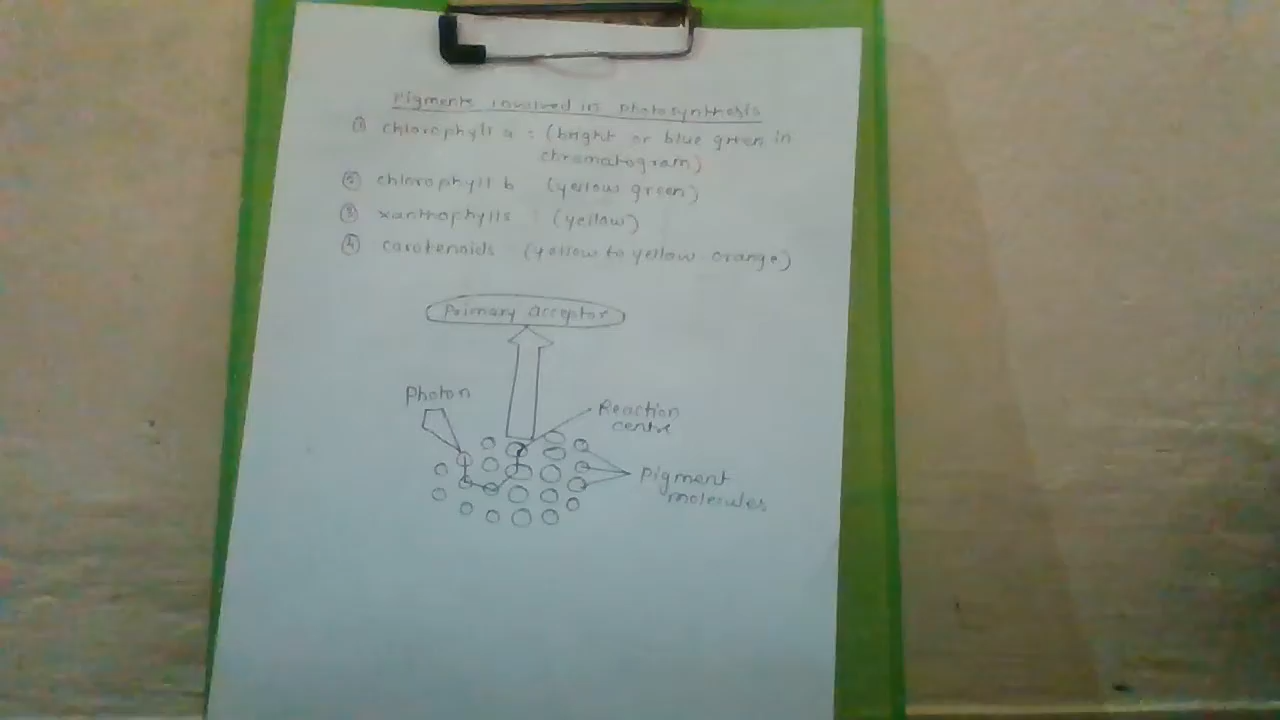 Pigments involved in photosynthesis
① chlorophyll a : (bright or blue green in
chromatogram)
② chlorophyll b (yellow green)
③ xanthophylls : (yellow)
④ carotenoids (yellow to yellow orange)
Primary acceptor
Photon
Reaction
centre
Pigment
molecules